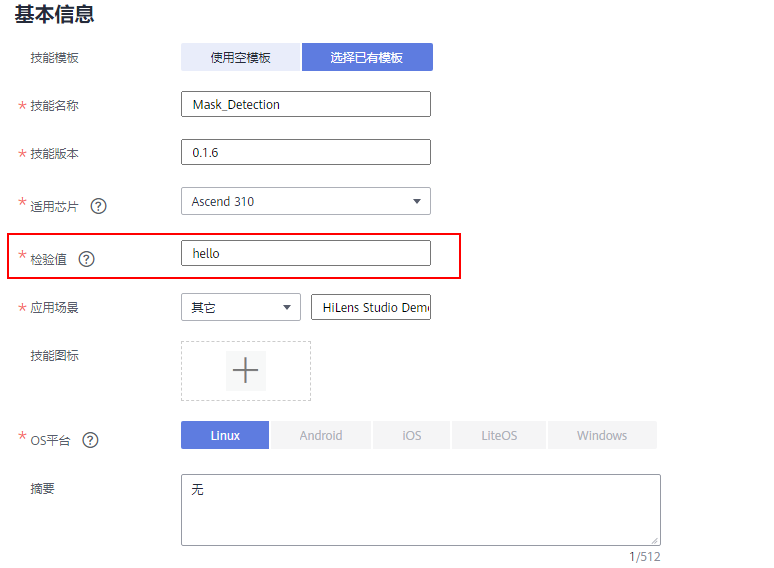 基本信息
技能模板 使用空模板 选择已有模板
* 技能名称 Mask_Detection
* 技能版本 0.1.6
* 适用芯片 ? Ascend 310
* 检验值 ? hello
* 应用场景 其它 HiLens Studio Dem
技能图标
* OS平台 ? Linux Android iOS LiteOS Windows
摘要 无
1/512